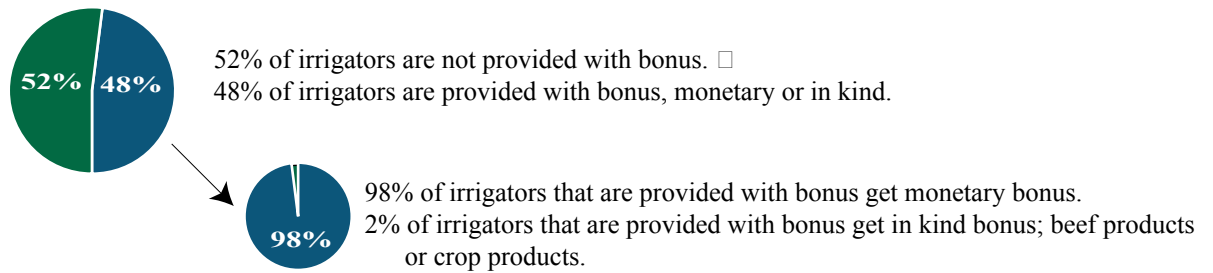 52% 48%
52% of irrigators are not provided with bonus. □
48% of irrigators are provided with bonus, monetary or in kind.
98%
98% of irrigators that are provided with bonus get monetary bonus.
2% of irrigators that are provided with bonus get in kind bonus; beef products
or crop products.